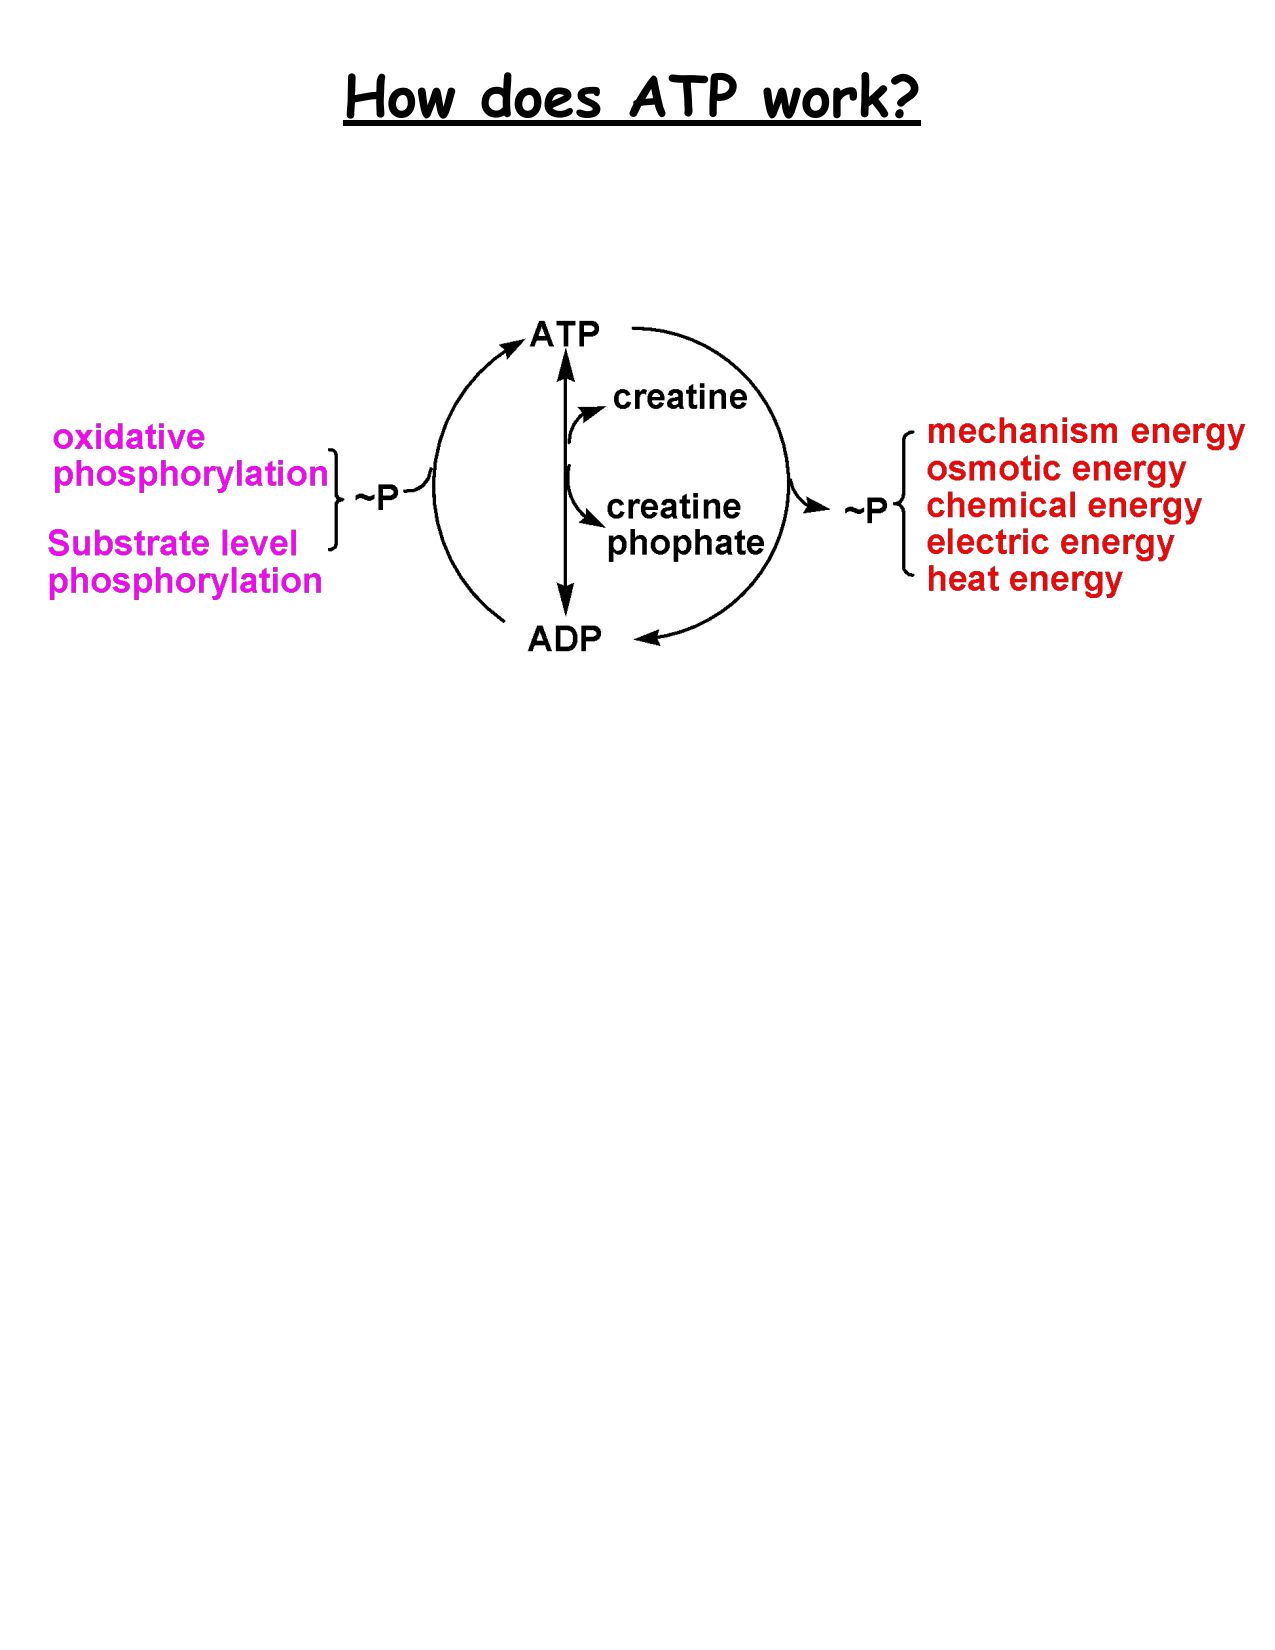 How does ATP work?
ATP
creatine
oxidative
phosphorylation
~P
Substrate level
phosphorylation
creatine
phophate
~P
mechanism energy
osmotic energy
chemical energy
electric energy
heat energy
ADP